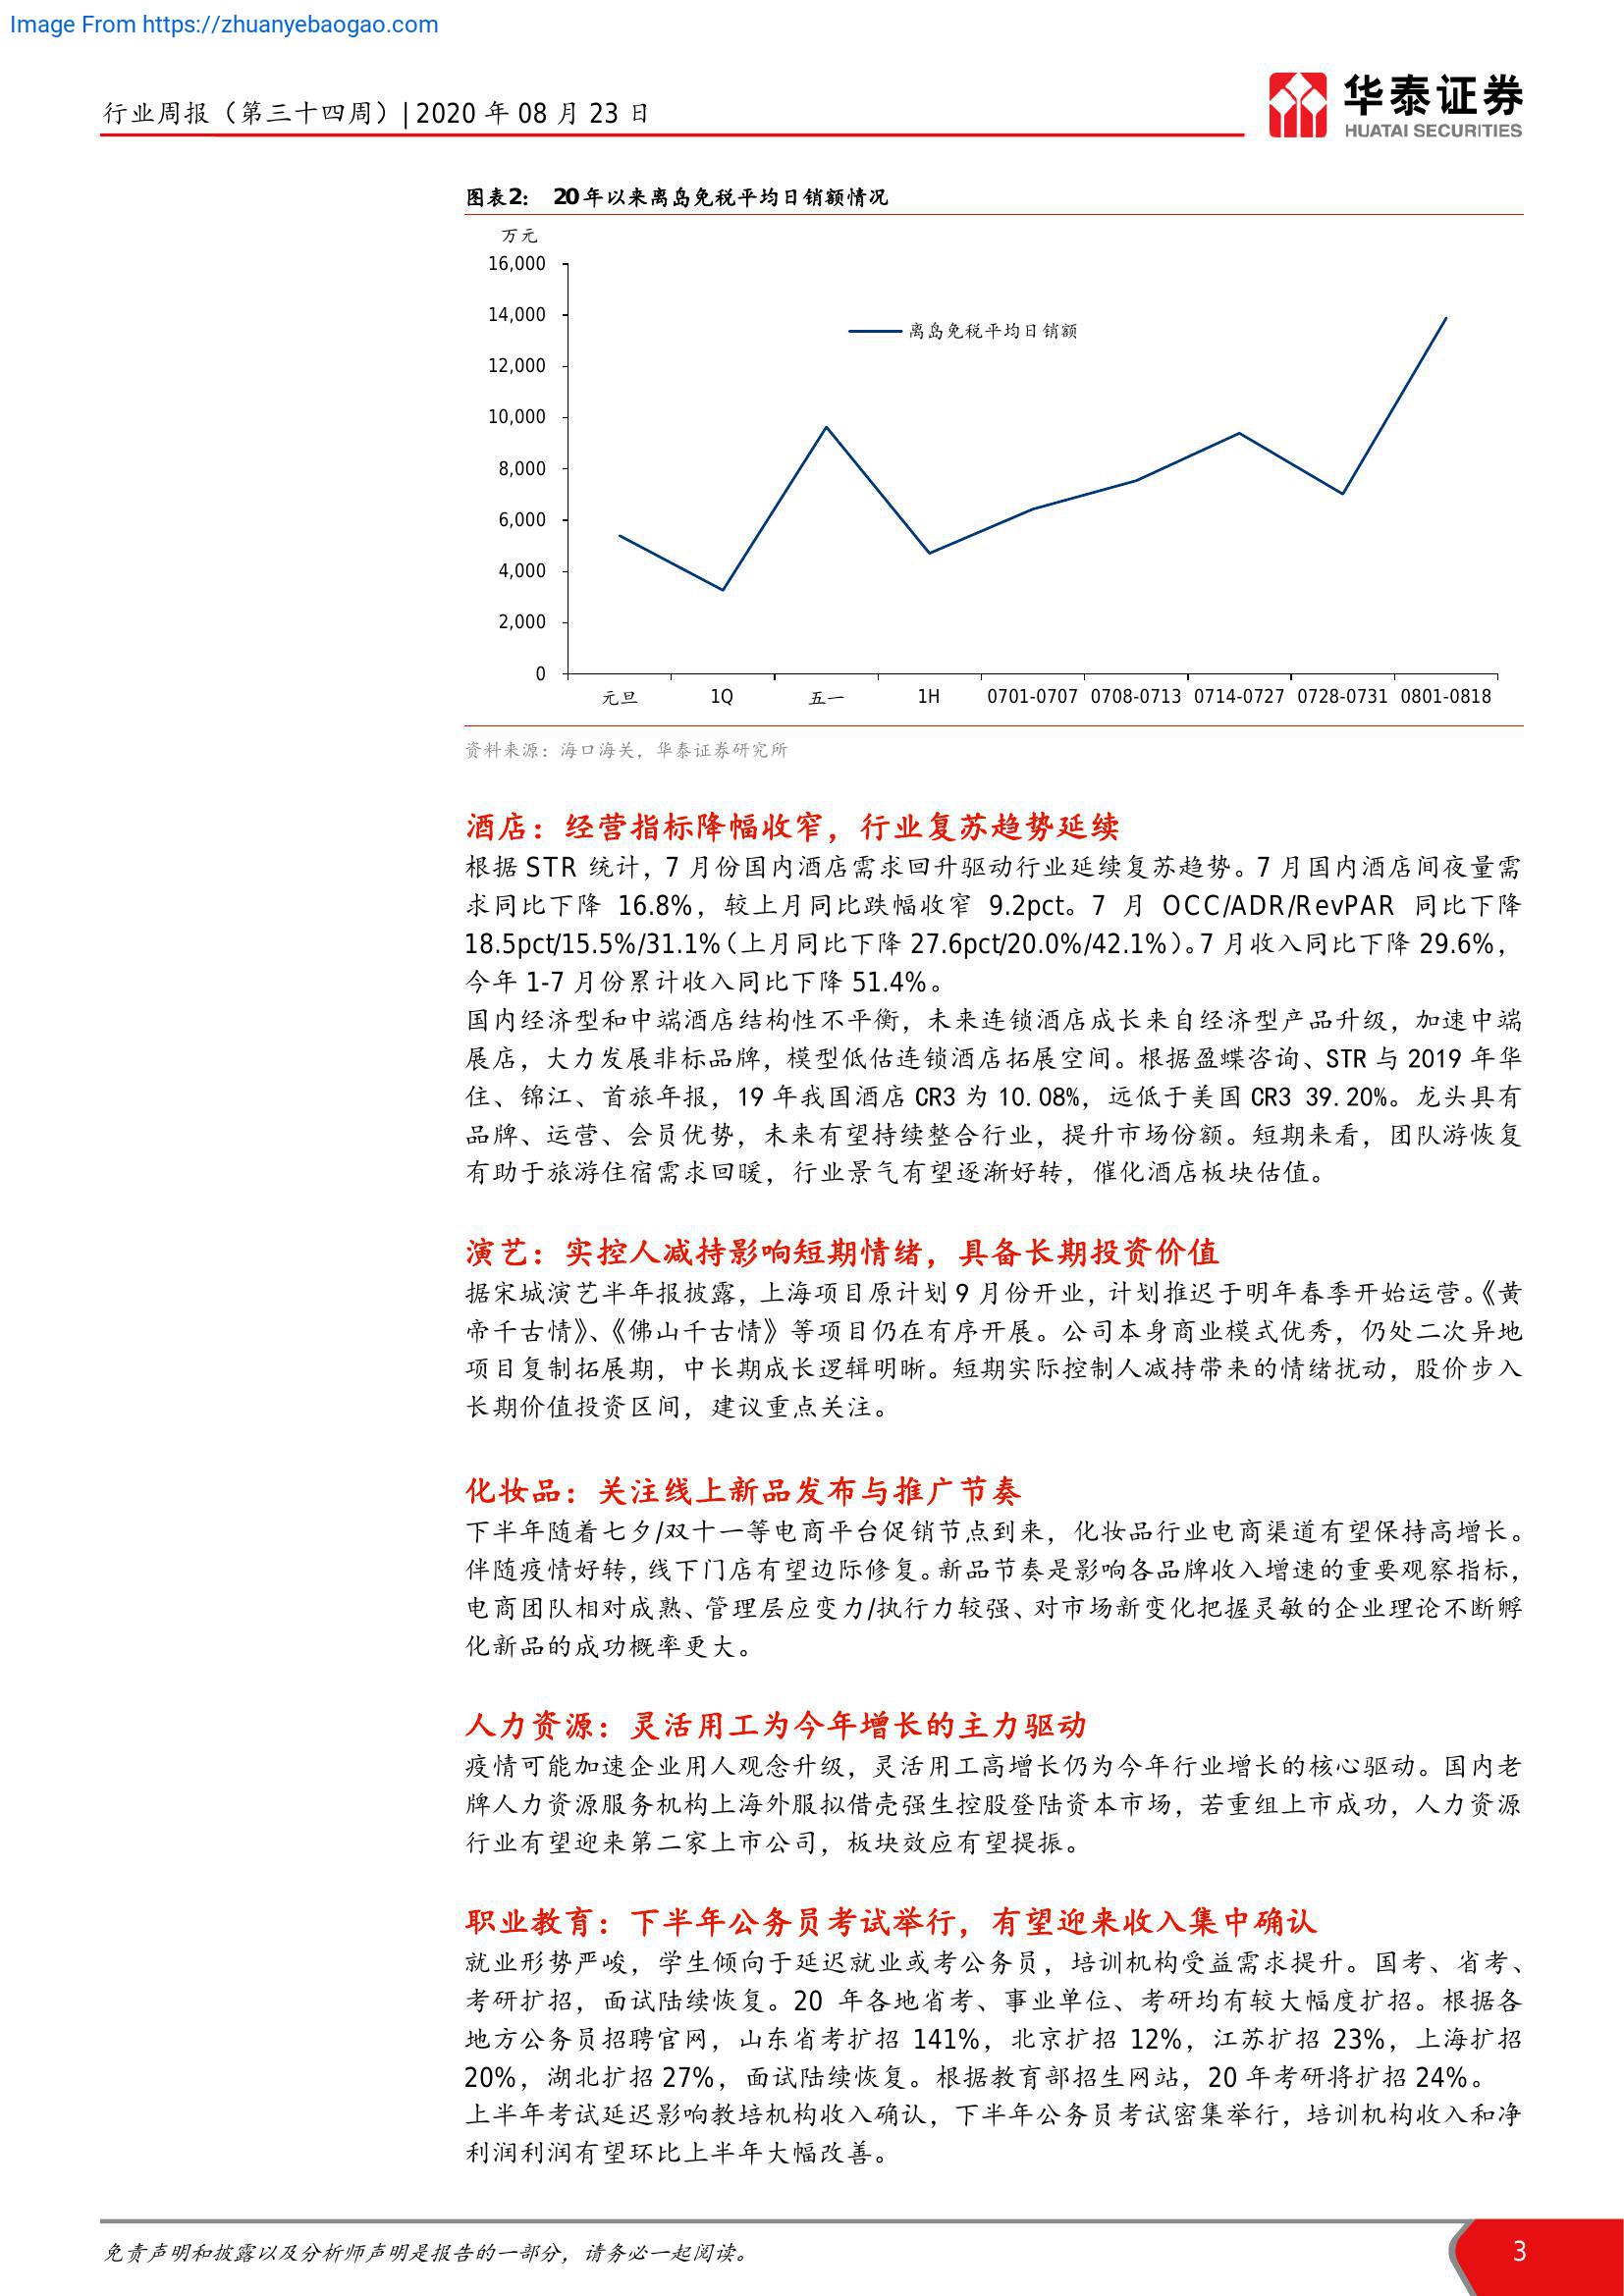 Image From https://zhuanyebaogao.com
行业周报（第三十四周）| 2020 年 08 月 23 日
华泰证券
HUATAI SECURITIES
图表2： 20 年以来离岛免税平均日销额情况
万元
16,000
14,000
12,000
10,000
8,000
6,000
4,000
2,000
0
离岛免税平均日销额
元旦 1Q 五一 1H 0701-0707 0708-0713 0714-0727 0728-0731 0801-0818
资料来源：海口海关，华泰证券研究所
酒店：经营指标降幅收窄，行业复苏趋势延续
根据 STR 统计，7 月份国内酒店需求回升驱动行业延续复苏趋势。7 月国内酒店间夜量需
求同比下降 16.8%，较上月同比跌幅收窄 9.2pct。7 月 OCC/ADR/RevPAR 同比下降
18.5pct/15.5%/31.1%（上月同比下降 27.6pct/20.0%/42.1%）。7 月收入同比下降 29.6%，
今年 1-7 月份累计收入同比下降 51.4%。
国内经济型和中端酒店结构性不平衡，未来连锁酒店成长来自经济型产品升级，加速中端
展店，大力发展非标品牌，模型低估连锁酒店拓展空间。根据盈蝶咨询、STR 与 2019 年华
住、锦江、首旅年报，19 年我国酒店 CR3 为 10.08%，远低于美国 CR3 39.20%。龙头具有
品牌、运营、会员优势，未来有望持续整合行业，提升市场份额。短期来看，团队游恢复
有助于旅游住宿需求回暖，行业景气有望逐渐好转，催化酒店板块估值。
演艺：实控人减持影响短期情绪，具备长期投资价值
据宋城演艺半年报披露，上海项目原计划 9 月份开业，计划推迟于明年春季开始运营。《黄
帝千古情》、《佛山千古情》等项目仍在有序开展。公司本身商业模式优秀，仍处二次异地
项目复制拓展期，中长期成长逻辑明晰。短期实际控制人减持带来的情绪扰动，股价步入
长期价值投资区间，建议重点关注。
化妆品：关注线上新品发布与推广节奏
下半年随着七夕/双十一等电商平台促销节点到来，化妆品行业电商渠道有望保持高增长。
伴随疫情好转，线下门店有望边际修复。新品节奏是影响各品牌收入增速的重要观察指标，
电商团队相对成熟、管理层应变力/执行力较强、对市场新变化把握灵敏的企业理论不断孵
化新品的成功概率更大。
人力资源：灵活用工为今年增长的主力驱动
疫情可能加速企业用人观念升级，灵活用工高增长仍为今年行业增长的核心驱动。国内老
牌人力资源服务机构上海外服拟借壳强生控股登陆资本市场，若重组上市成功，人力资源
行业有望迎来第二家上市公司，板块效应有望提振。
职业教育：下半年公务员考试举行，有望迎来收入集中确认
就业形势严峻，学生倾向于延迟就业或考公务员，培训机构受益需求提升。国考、省考、
考研扩招，面试陆续恢复。20 年各地省考、事业单位、考研均有较大幅度扩招。根据各
地方公务员招聘官网，山东省考扩招 141%，北京扩招 12%，江苏扩招 23%，上海扩招
20%，湖北扩招 27%，面试陆续恢复。根据教育部招生网站，20 年考研将扩招 24%。
上半年考试延迟影响教培机构收入确认，下半年公务员考试密集举行，培训机构收入和净
利润利润有望环比上半年大幅改善。
免责声明和披露以及分析师声明是报告的一部分，请务必一起阅读。
3